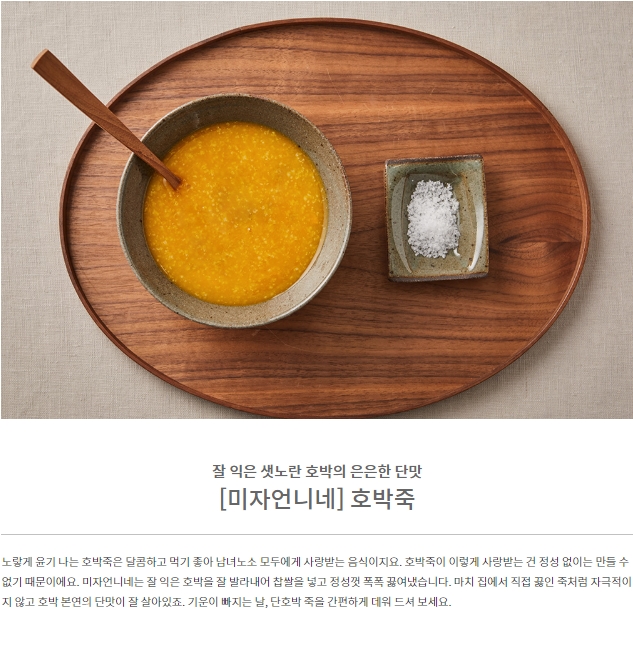 잘 익은 샛노란 호박의 은은한 단맛
[미자언니네] 호박죽
노랗게 윤기 나는 호박죽은 달콤하고 먹기 좋아 남녀노소 모두에게 사랑받는 음식이지요. 호박죽이 이렇게 사랑받는 건 정성 없이는 만들 수
없기 때문이에요. 미자언니네는 잘 익은 호박을 잘 발라내어 찹쌀을 넣고 정성껏 폭폭 끓여냈습니다. 마치 집에서 직접 끓인 죽처럼 자극적이
지 않고 호박 본연의 단맛이 잘 살아있죠. 기운이 빠지는 날, 단호박 죽을 간편하게 데워 드셔 보세요.